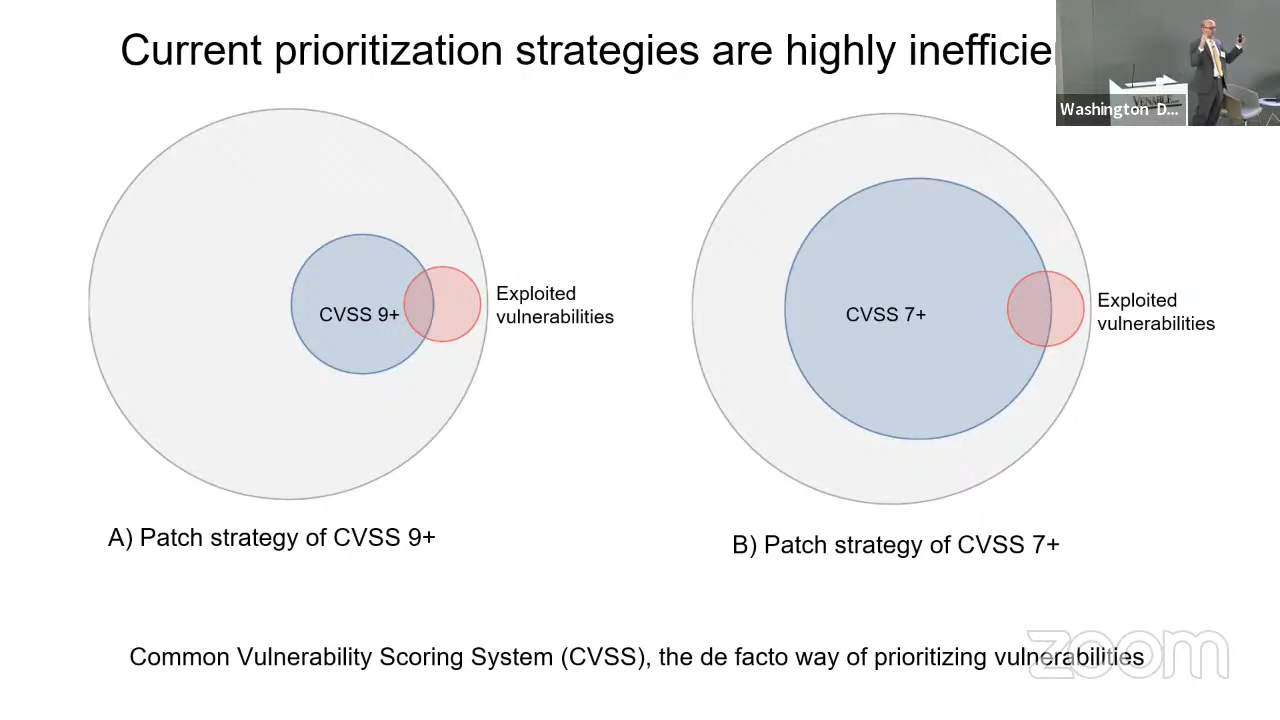 Current prioritization strategies are highly inefficie
Washington D...
VENABLE
CVSS 9+
Exploited
vulnerabilities
CVSS 7+
Exploited
vulnerabilities
A) Patch strategy of CVSS 9+
B) Patch strategy of CVSS 7+
Common Vulnerability Scoring System (CVSS), the de facto way of prioritizing vulnerabilities
zoom